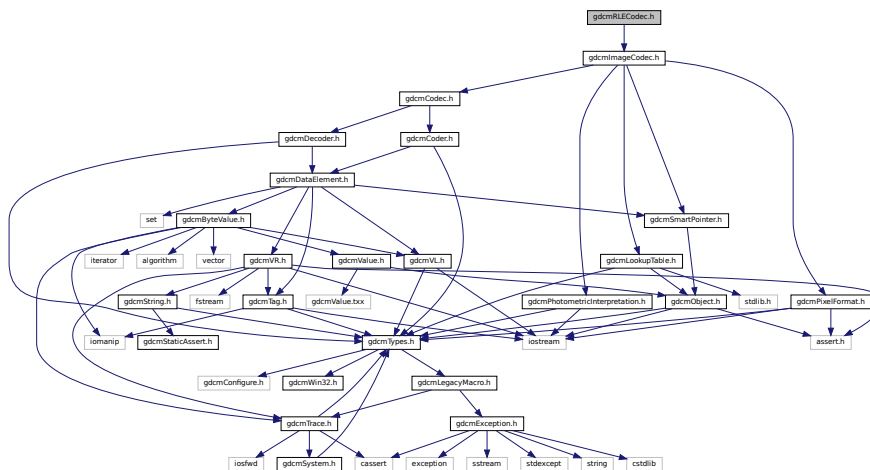 gdcmRLECodec.h
gdcmImageCodec.h
gdcmCodec.h
gdcmDecoder.h
gdcmCoder.h
gdcmDataElement.h
set
gdcmByteValue.h
gdcmSmartPointer.h
iterator
algorithm
vector
gdcmVR.h
gdcmValue.h
gdcmVL.h
gdcmLookupTable.h
gdcmString.h
fstream
gdcmTag.h
gdcmValue.txx
gdcmPhotometricInterpretation.h
gdcmObject.h
stdlib.h
gdcmPixelFormat.h
iomanip
gdcmStaticAssert.h
gdcmTypes.h
iostream
assert.h
gdcmConfigure.h
gdcmWin32.h
gdcmLegacyMacro.h
gdcmTrace.h
gdcmException.h
iosfwd
gdcmSystem.h
cassert
exception
sstream
stdexcept
string
cstdlib